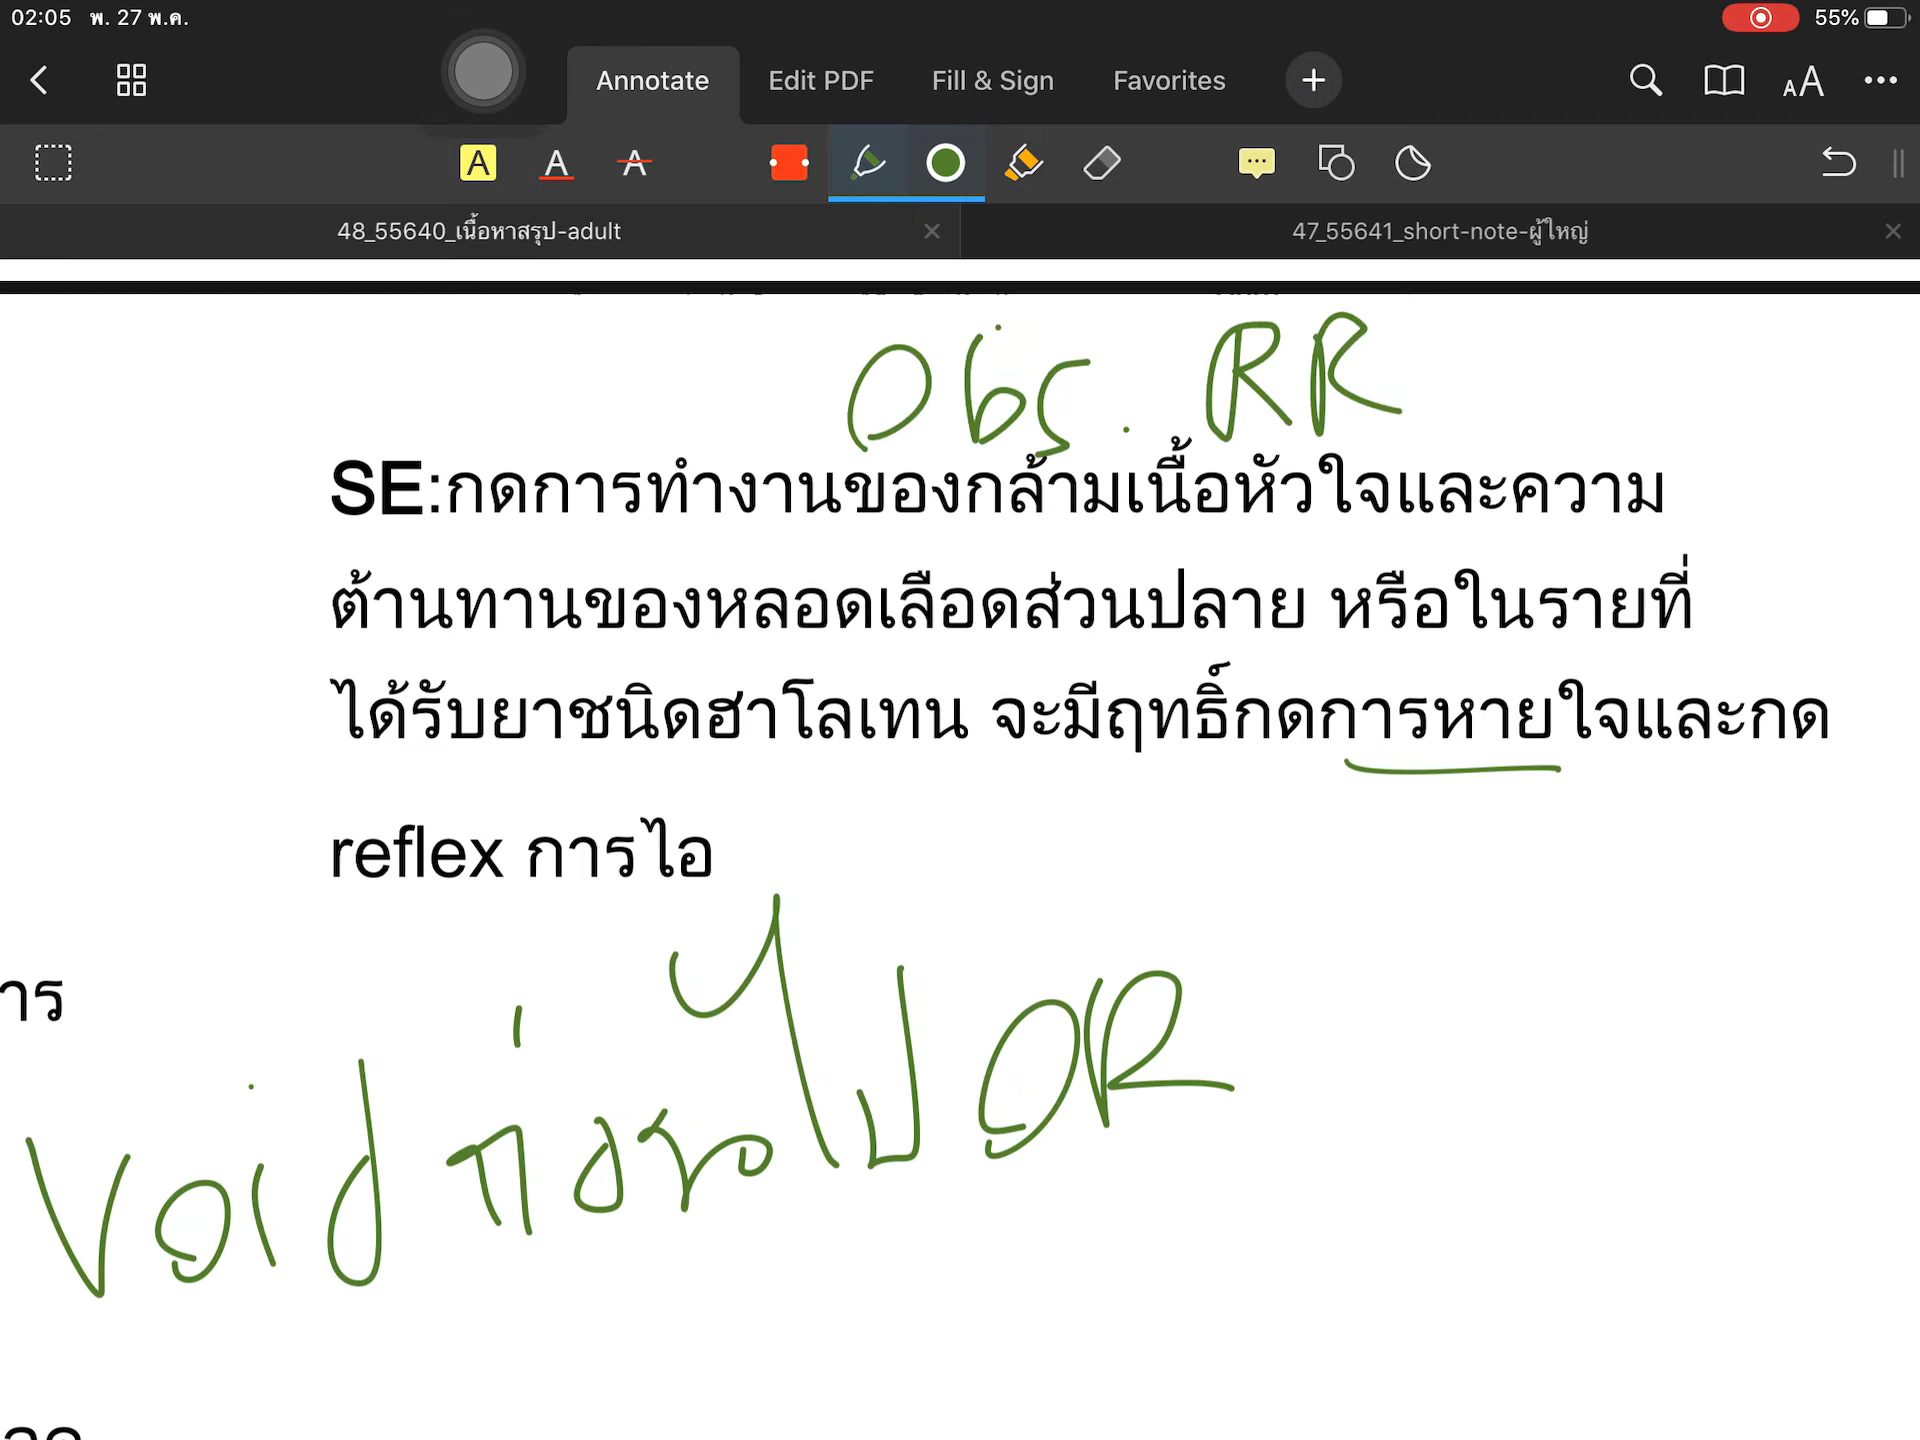 02:05 พ. 27 พ.ค. 55%
Annotate Edit PDF Fill & Sign Favorites
A A A AA
48_55640_เนื้อหาสรุป-adult 47_55641_short-note-ผู้ใหญ่
Obs. RR
SE:กดการทำงานของกล้ามเนื้อหัวใจและความ
ต้านทานของหลอดเลือดส่วนปลาย หรือในรายที่
ได้รับยาชนิดฮาโลเทน จะมีฤทธิ์กดการหายใจและกด
reflex การไอ
าร
Void ก่อนไป OR